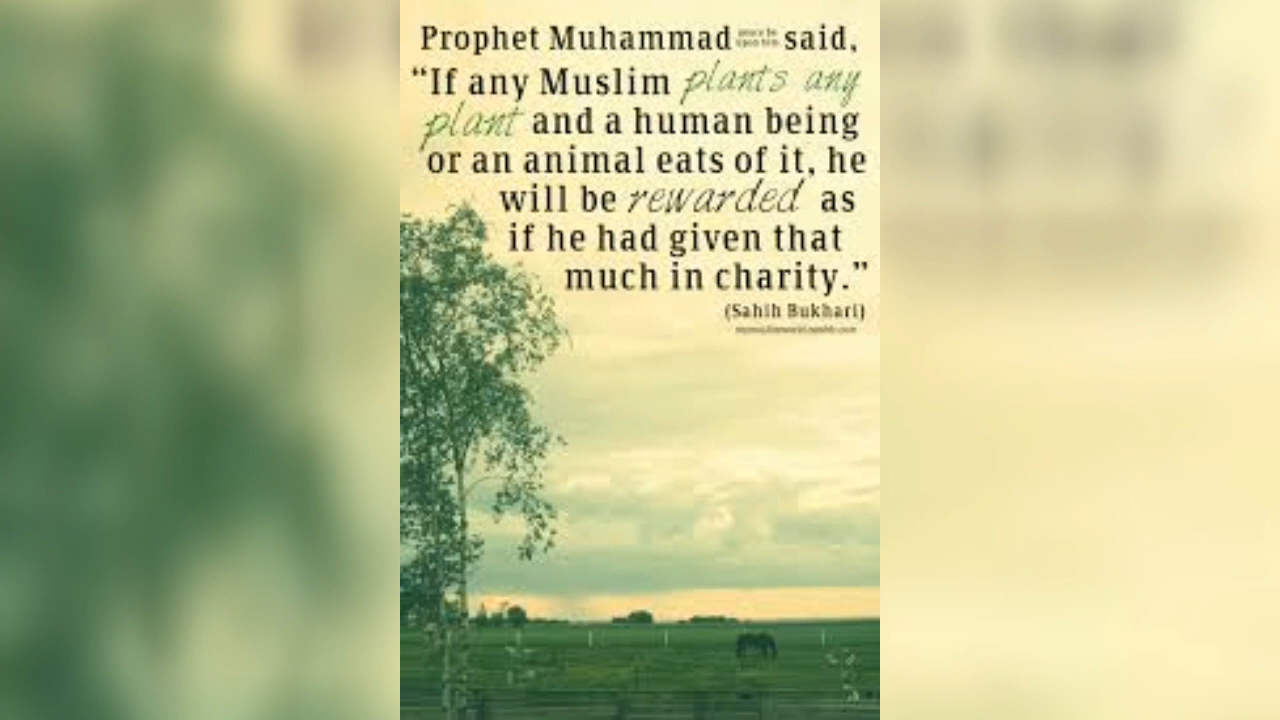 Prophet Muhammad peace be upon him said,
“If any Muslim plants any
plant and a human being
or an animal eats of it, he
will be rewarded as
if he had given that
much in charity.”
(Sahih Bukhari)